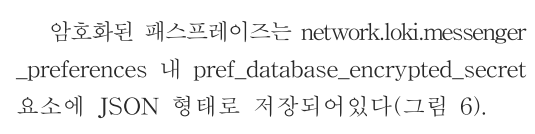 암호화된 패스프레이즈는 network.loki.messenger
_preferences 내 pref_database_encrypted_secret
요소에 JSON 형태로 저장되어있다(그림 6).